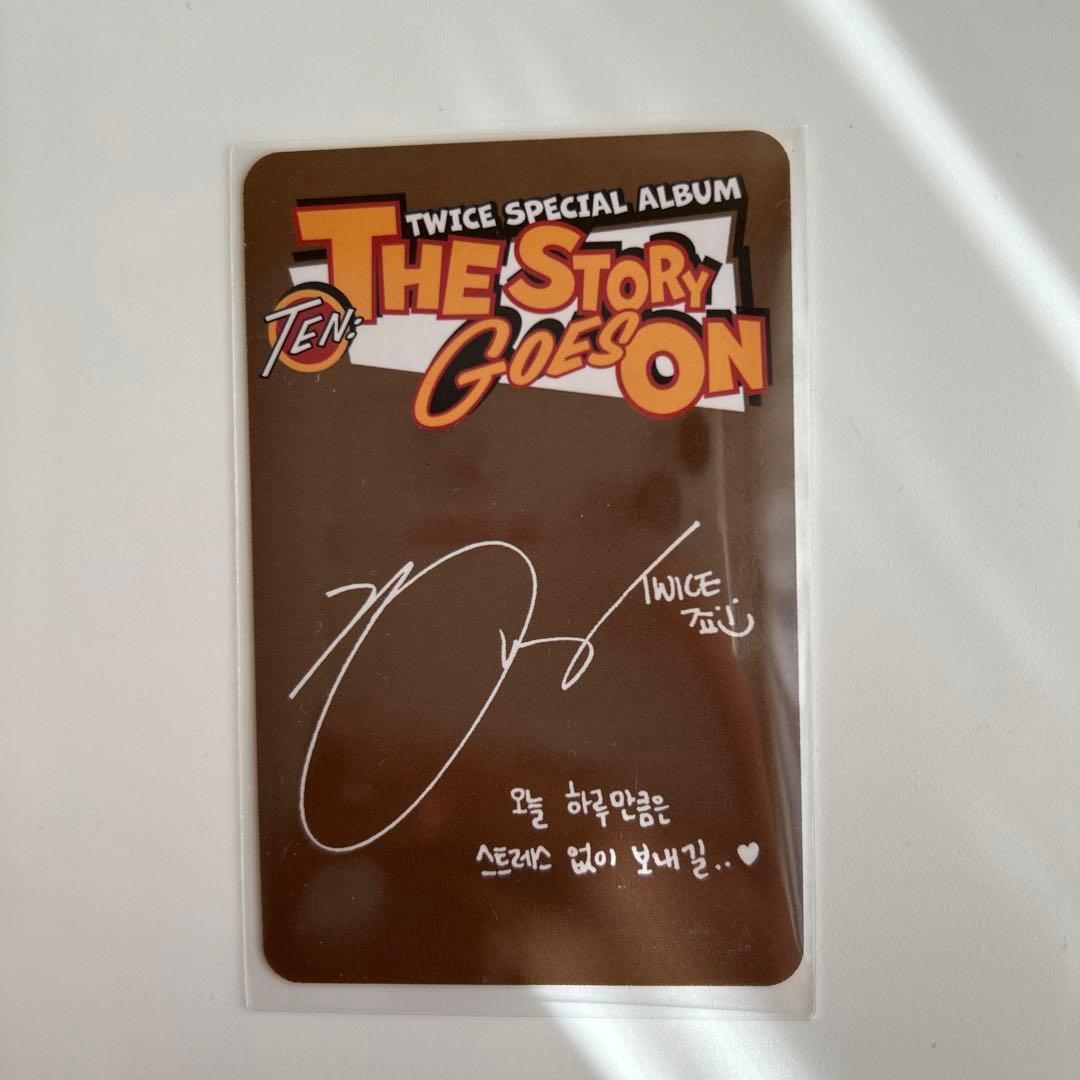 TWICE SPECIAL ALBUM
TEN:
THE STORY
GOES ON
TWICE
죠:)
오늘 하루만큼은
스트레스 없이 보내길..♥